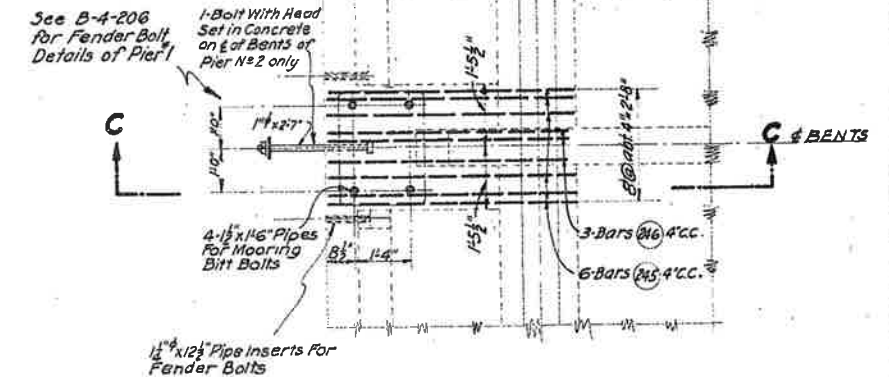 See B-4-206
for Fender Bolt
Details of Pier 1
1-Bolt With Head
Set in Concrete
on ℄ at Bents of
Pier Nº 2 only
1"ᶲ x 2'-7"
1'-0"
1'-0"
C
C
℄ BENTS
1'-5½"
1'-5½"
8@abt 4"=2'-8"
4-1½"x1'-6" Pipes
For Mooring
Bitt Bolts
8½"
1'-4"
3-Bars 246 4"C.C.
6-Bars 245 4"C.C.
1¼"ᶲ x12½" Pipe Inserts For
Fender Bolts